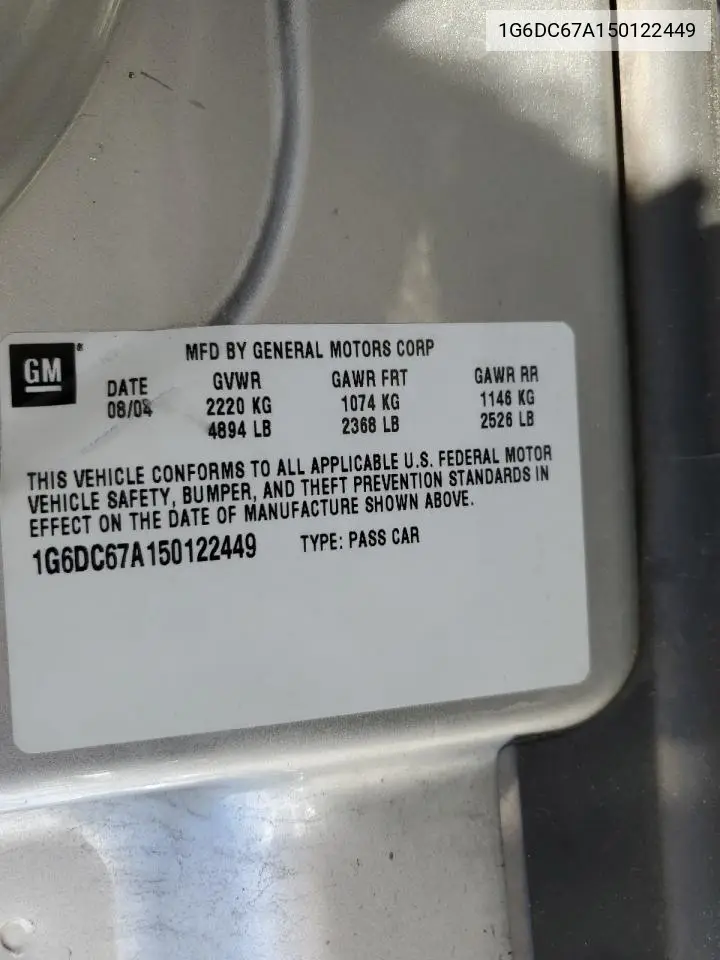 1G6DC67A150122449
GM®
MFD BY GENERAL MOTORS CORP
DATE GVWR GAWR FRT GAWR RR
08/04 2220 KG 1074 KG 1146 KG
4894 LB 2368 LB 2526 LB
THIS VEHICLE CONFORMS TO ALL APPLICABLE U.S. FEDERAL MOTOR
VEHICLE SAFETY, BUMPER, AND THEFT PREVENTION STANDARDS IN
EFFECT ON THE DATE OF MANUFACTURE SHOWN ABOVE.
1G6DC67A150122449 TYPE: PASS CAR